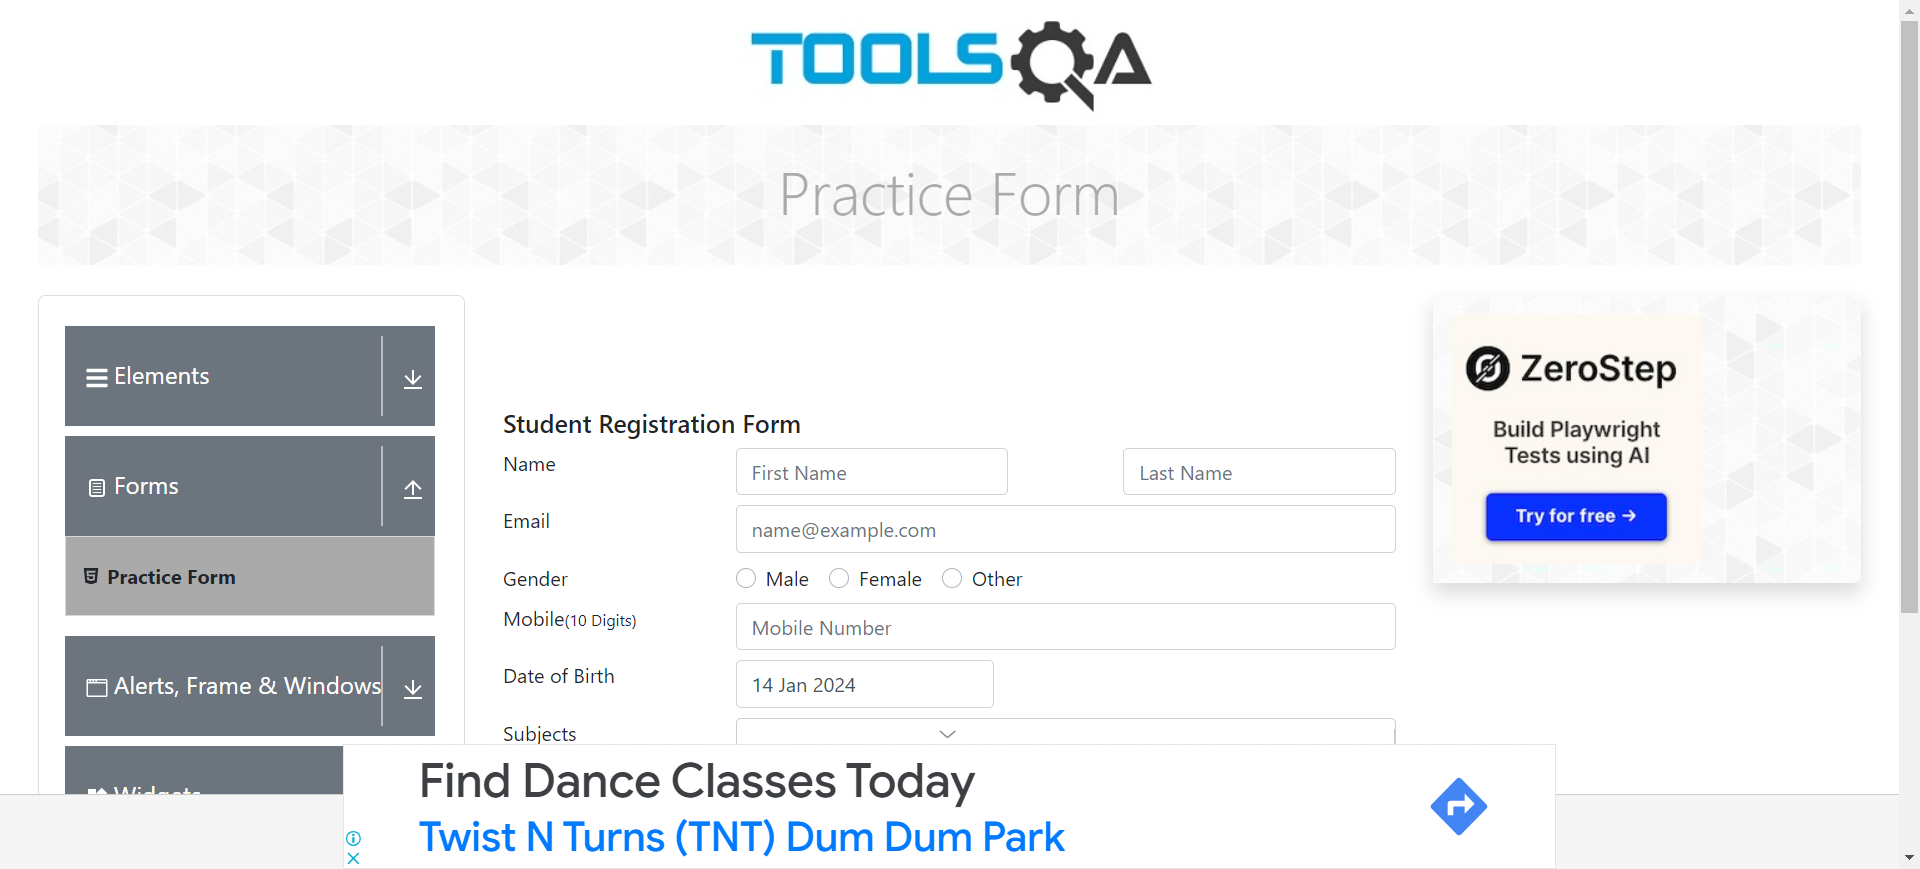 TOOLSQA
Practice Form
Elements
Forms
Practice Form
Alerts, Frame & Windows
Widgets
Student Registration Form
Name
First Name
Last Name
Email
name@example.com
Gender
Male
Female
Other
Mobile(10 Digits)
Mobile Number
Date of Birth
14 Jan 2024
Subjects
ZeroStep
Build Playwright
Tests using AI
Try for free →
Find Dance Classes Today
Twist N Turns (TNT) Dum Dum Park